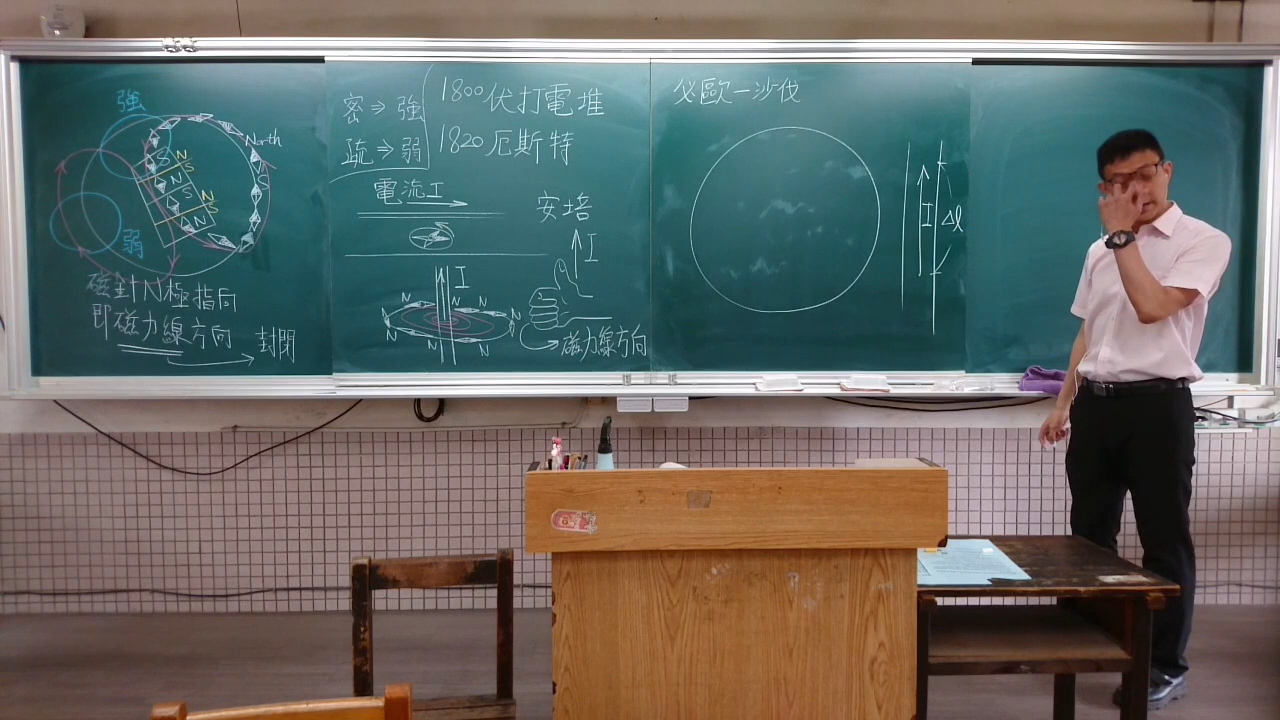 強
North
S
N
S
N
S
N
S
N
S
N
弱
磁針N極指向
即磁力線方向
封閉
密⇒強
疏⇒弱
1800伏打電堆
1820厄斯特
電流I
安培
I
I
N
N
N
N
N
N
N
N
磁力線方向
必歐一沙伐
I
Δl